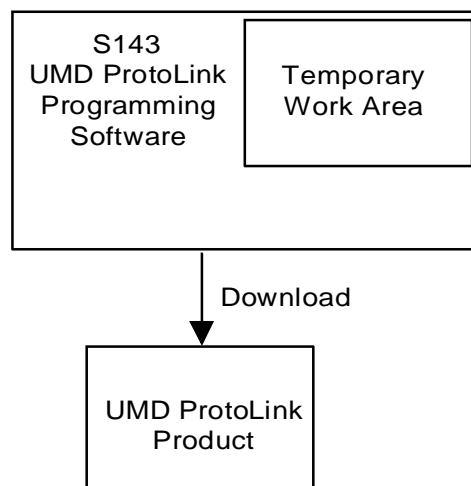 S143
UMD ProtoLink
Programming
Software
Temporary
Work Area
Download
UMD ProtoLink
Product